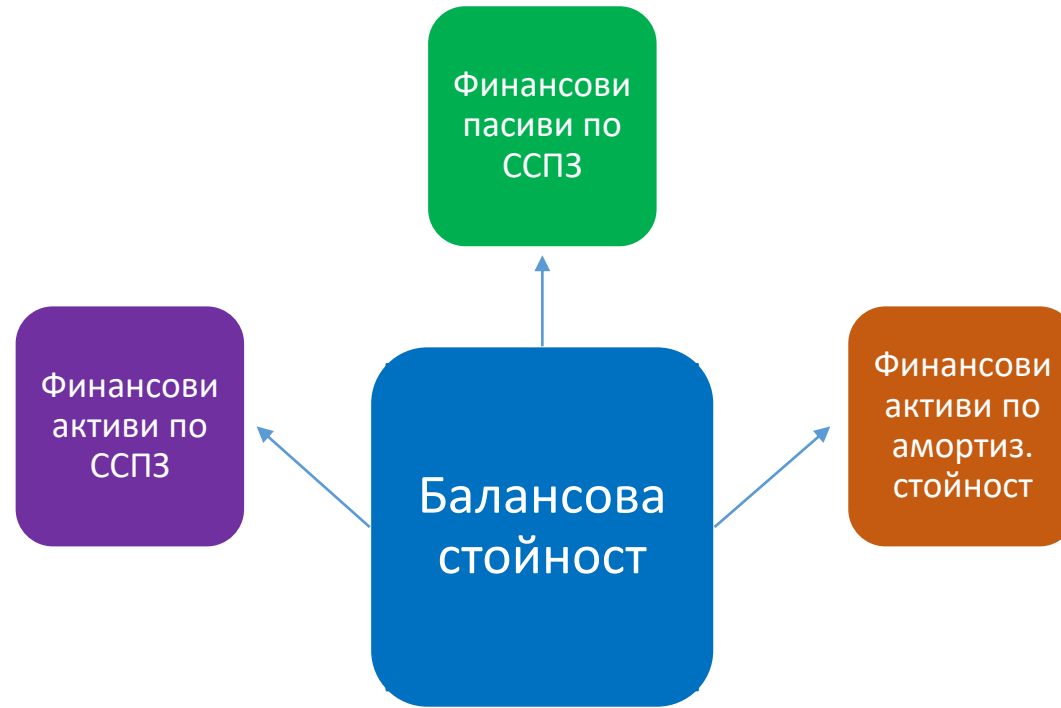 Финансови
пасиви по
ССПЗ
Финансови
активи по
ССПЗ
Балансова
стойност
Финансови
активи по
амортиз.
стойност